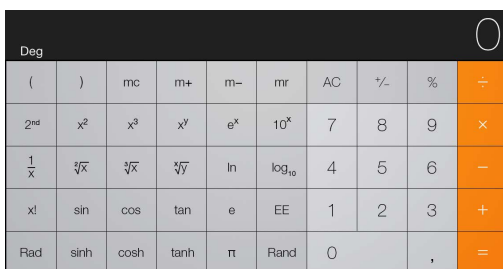 0
Deg
( ) mc m+ m− mr AC +/− % ÷
2ⁿᵈ x² x³ xʸ eˣ 10ˣ 7 8 9 ×
1/x ²√x ³√x ˣ√y ln log₁₀ 4 5 6 −
x! sin cos tan e EE 1 2 3 +
Rad sinh cosh tanh π Rand 0 , =